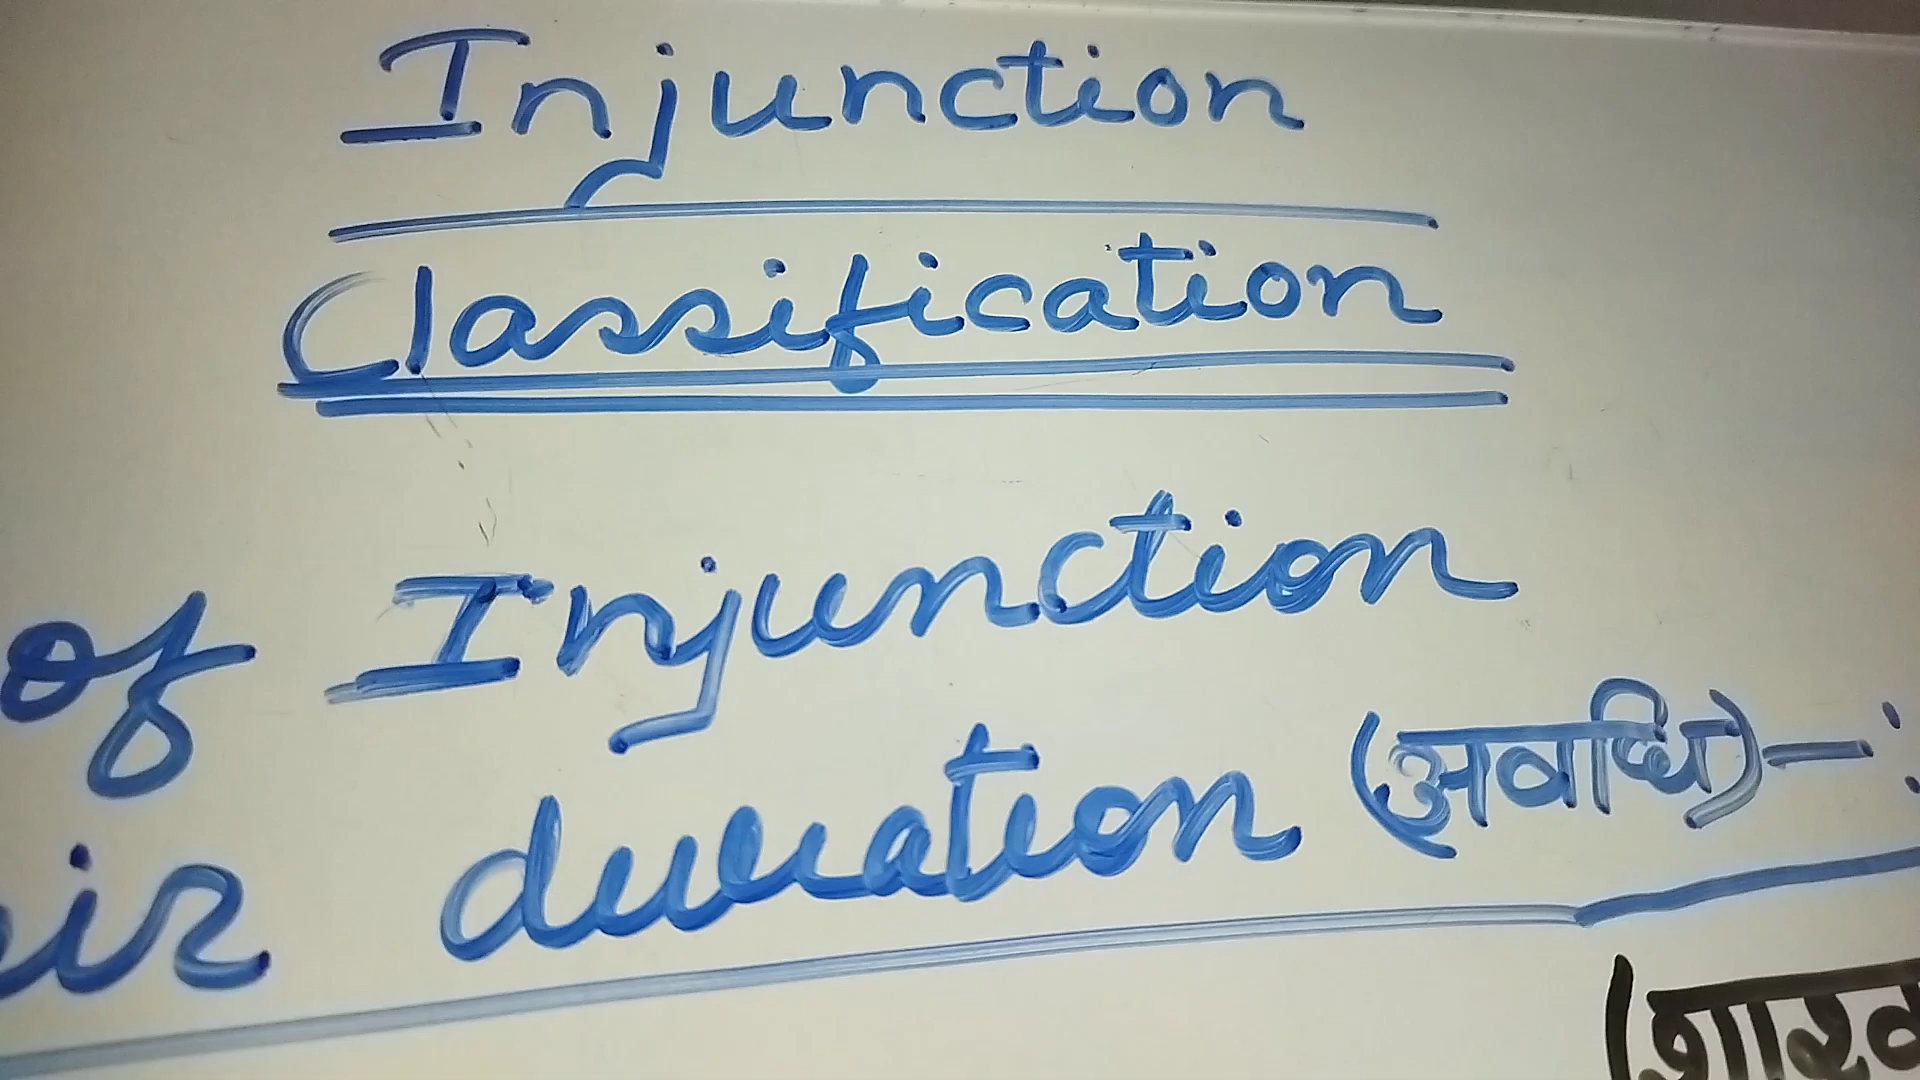 Injunction
Classification
of Injunction
duration (अवधि)—: